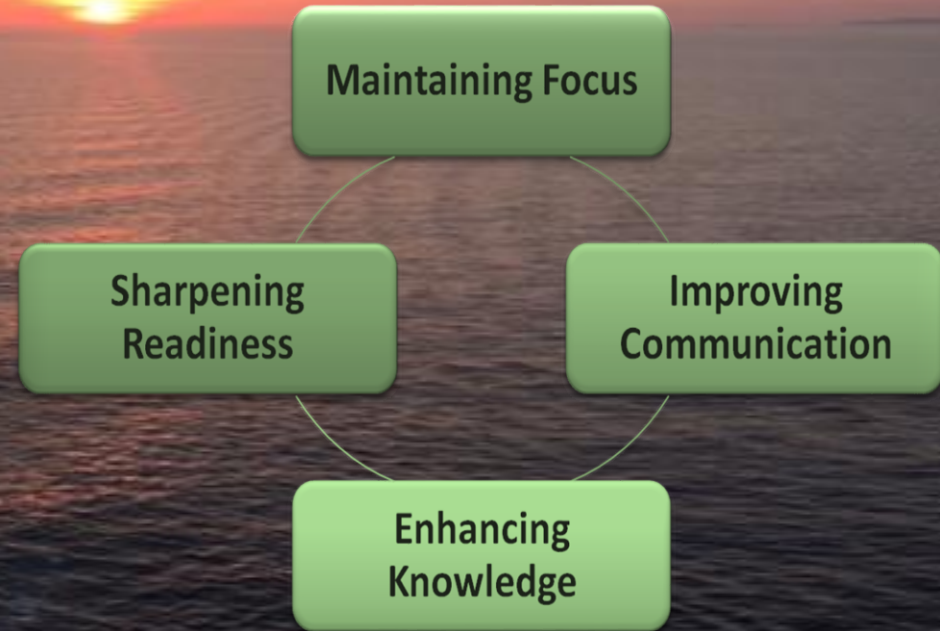 Maintaining Focus
Sharpening
Readiness
Improving
Communication
Enhancing
Knowledge